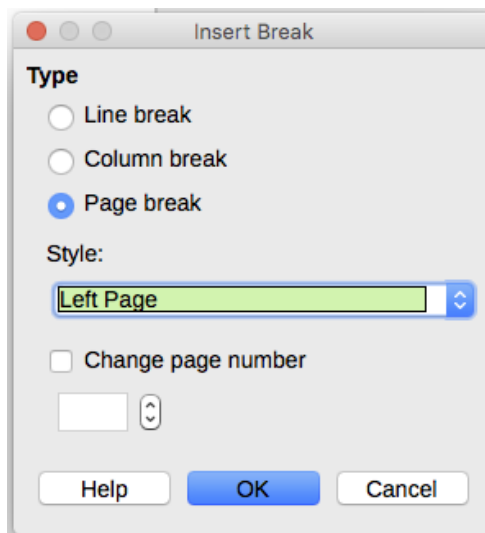 Insert Break
Type
Line break
Column break
Page break
Style:
Left Page
Change page number
Help OK Cancel